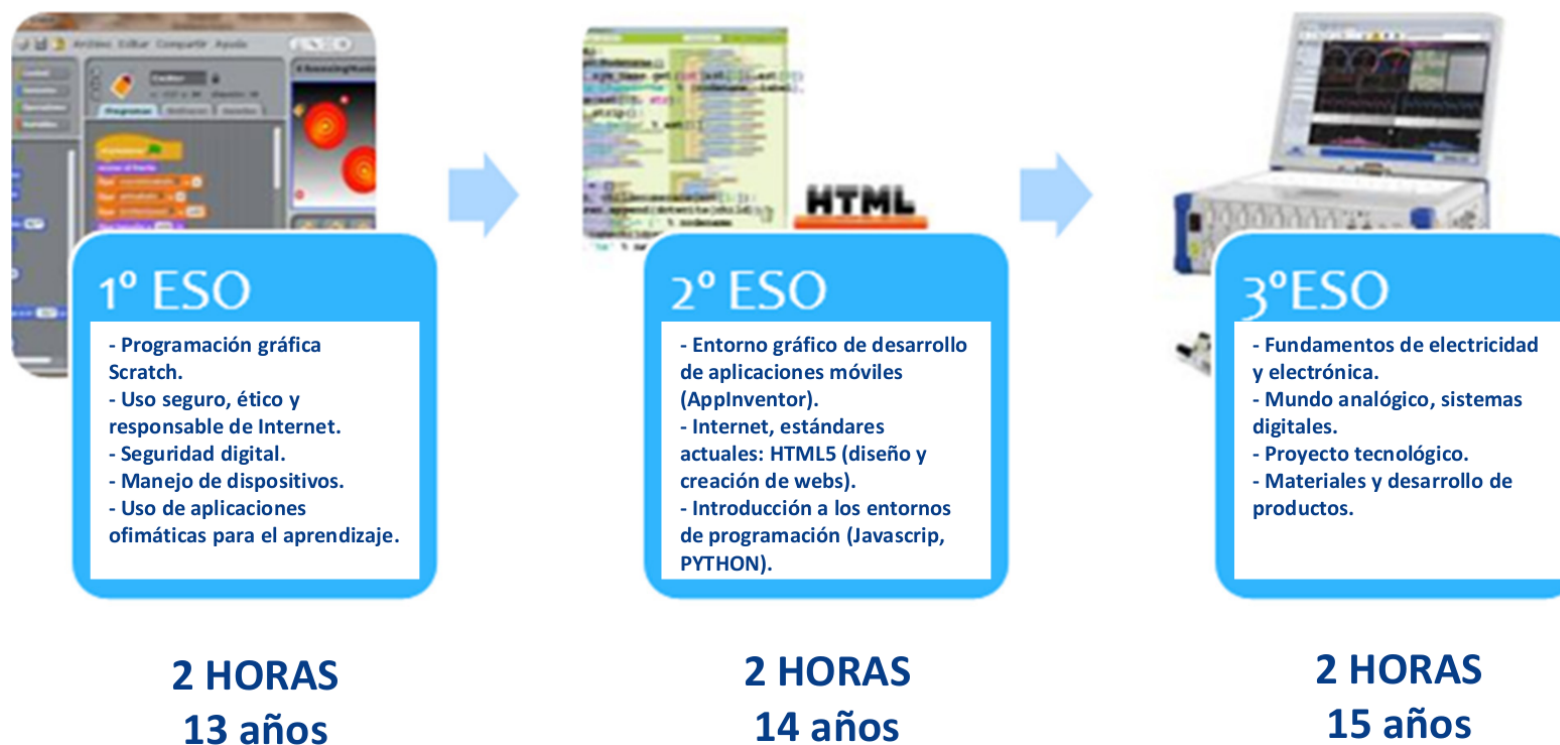 Archivo Editar Compartir Ayuda
HTML
1º ESO
- Programación gráfica
Scratch.
- Uso seguro, ético y
responsable de Internet.
- Seguridad digital.
- Manejo de dispositivos.
- Uso de aplicaciones
ofimáticas para el aprendizaje.
2º ESO
- Entorno gráfico de desarrollo
de aplicaciones móviles
(AppInventor).
- Internet, estándares
actuales: HTML5 (diseño y
creación de webs).
- Introducción a los entornos
de programación (Javascrip,
PYTHON).
3ºESO
- Fundamentos de electricidad
y electrónica.
- Mundo analógico, sistemas
digitales.
- Proyecto tecnológico.
- Materiales y desarrollo de
productos.
2 HORAS
13 años
2 HORAS
14 años
2 HORAS
15 años